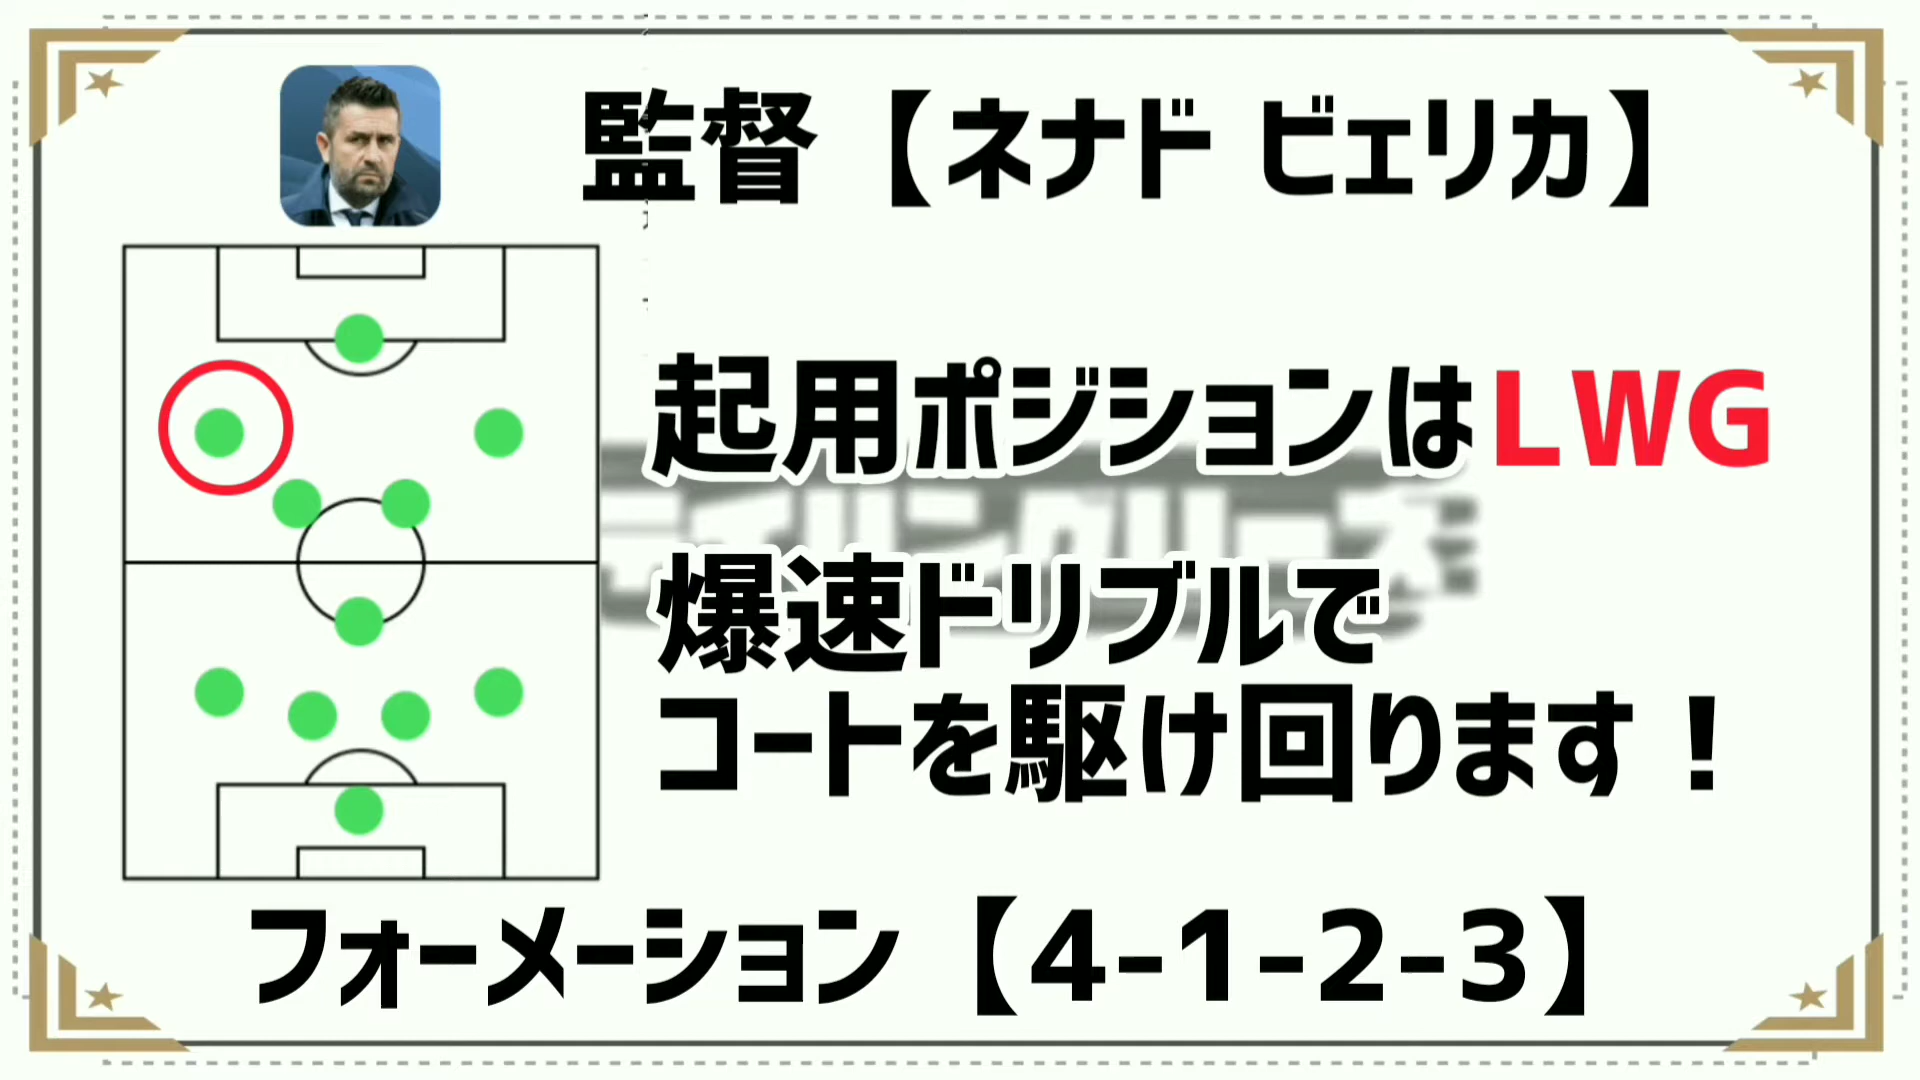 監督【ネナド ビェリカ】
起用ポジションはLWG
爆速ドリブルで
コートを駆け回ります！
フォーメーション【4-1-2-3】